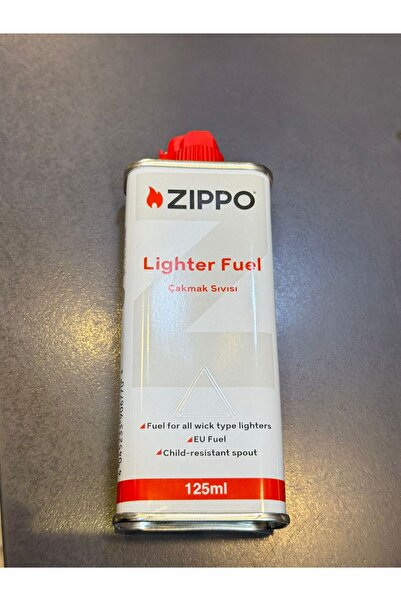 ZIPPO
Lighter Fuel
Çakmak Sıvısı
Fuel for all wick type lighters
EU Fuel
Child-resistant spout
125ml